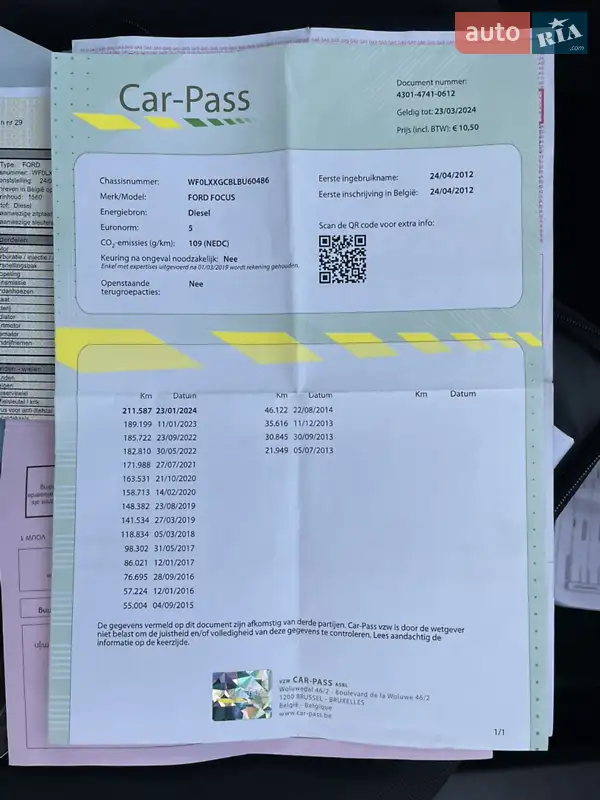 auto RIA .com
Car-Pass
Document number:
4301-4741-0612
Geldig tot: 23/03/2024
Prijs (incl. BTW): € 10,50
Chassisnummer: WF0LXXGCBLBU60486
Merk/Model: FORD FOCUS
Energiebron: Diesel
Euronorm: 5
CO2-emissies (g/km): 109 (NEDC)
Keuring na ongeval noodzakelijk: Nee
Enkel met expertises uitgevoerd na 01/03/2019 wordt rekening gehouden.
Openstaande terugroepacties: Nee
Eerste ingebruikname: 24/04/2012
Eerste inschrijving in België: 24/04/2012
Scan de QR code voor extra info:
Km Datum
211.587 23/01/2024
189.199 11/01/2023
185.722 23/09/2022
182.810 30/05/2022
171.988 27/07/2021
163.531 21/10/2020
158.713 14/02/2020
148.382 23/08/2019
141.534 27/03/2019
118.834 05/03/2018
98.302 31/05/2017
86.021 12/01/2017
76.695 28/09/2016
57.224 12/01/2016
55.004 04/09/2015
Km Datum
46.122 22/08/2014
35.616 11/12/2013
30.845 30/09/2013
21.949 05/07/2013
Km Datum
De gegevens vermeld op dit document zijn afkomstig van derde partijen. Car-Pass vzw is door de wetgever
niet belast om de juistheid en/of volledigheid van deze gegevens te controleren. Lees aandachtig de
informatie op de keerzijde.
vzw CAR-PASS asbl
Woluwedal 46/2 - Boulevard de la Woluwe 46/2
1200 BRUSSEL - BRUXELLES
België - Belgique
www.car-pass.be
1/1
n nr 29
Type: FORD